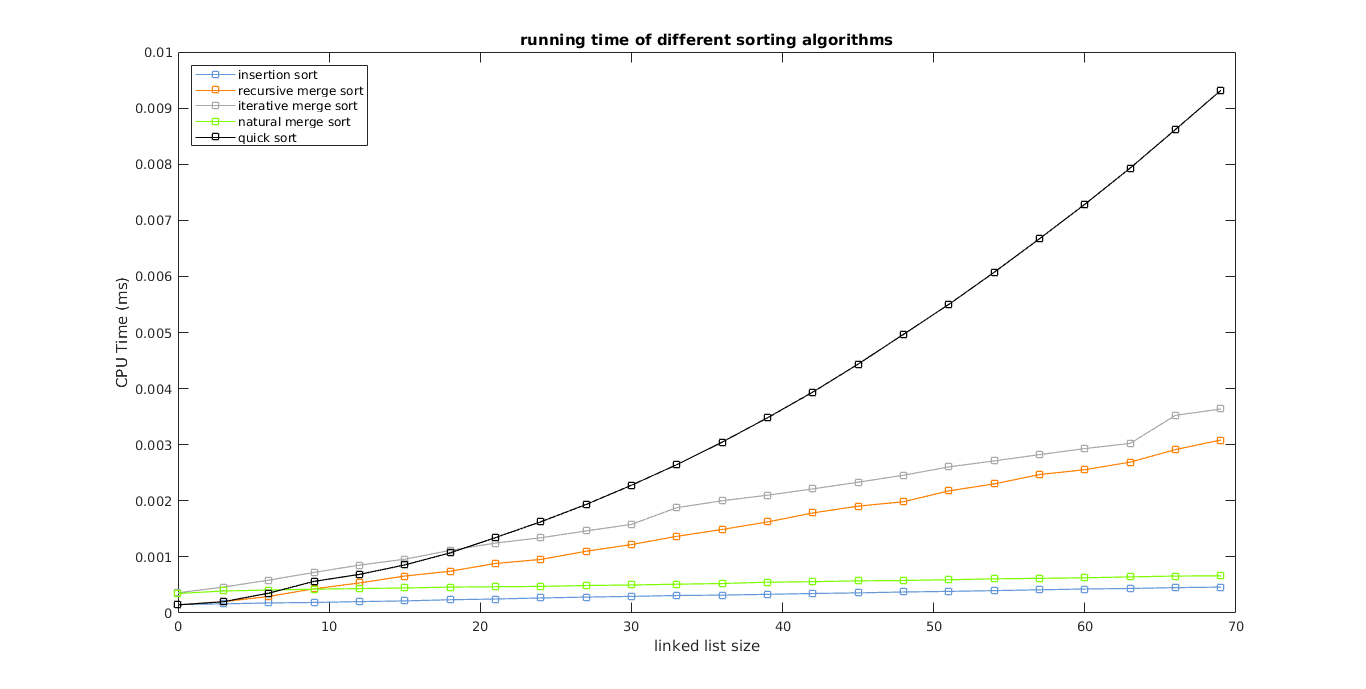 running time of different sorting algorithms
0.01
insertion sort
recursive merge sort
iterative merge sort
natural merge sort
quick sort
0.009
0.008
0.007
0.006
0.005
0.004
0.003
0.002
0.001
0
CPU Time (ms)
0 10 20 30 40 50 60 70
linked list size